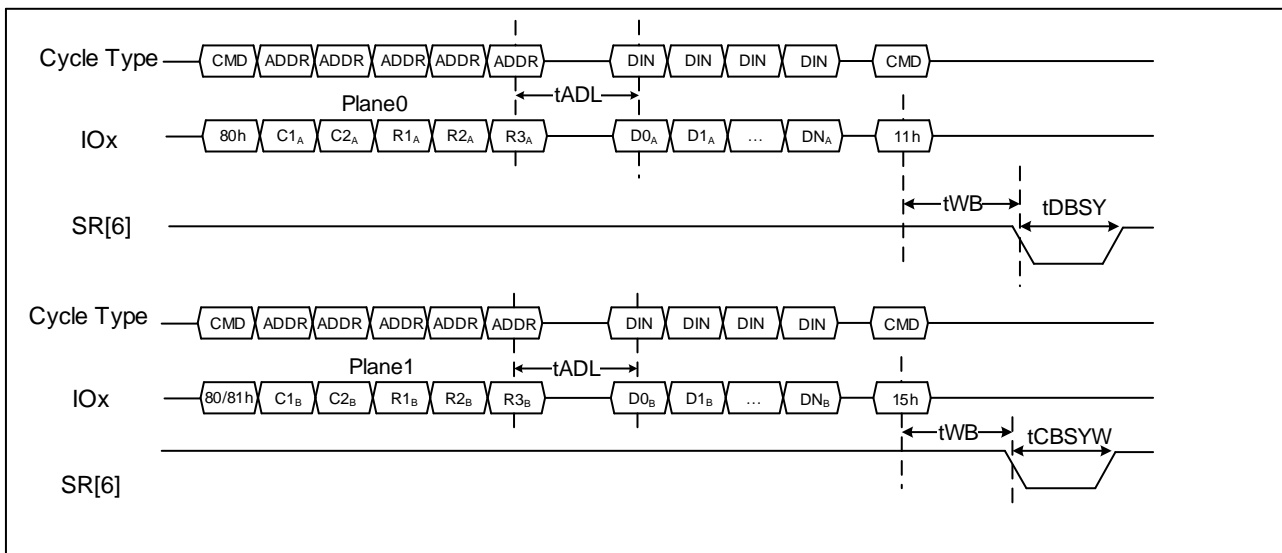 Cycle Type CMD ADDR ADDR ADDR ADDR ADDR DIN DIN DIN DIN CMD
Plane0 tADL
IOx 80h C1A C2A R1A R2A R3A D0A D1A ... DNA 11h
tWB tDBSY
SR[6]
Cycle Type CMD ADDR ADDR ADDR ADDR ADDR DIN DIN DIN DIN CMD
Plane1 tADL
IOx 80/81h C1B C2B R1B R2B R3B D0B D1B ... DNB 15h
tWB tCBSYW
SR[6]